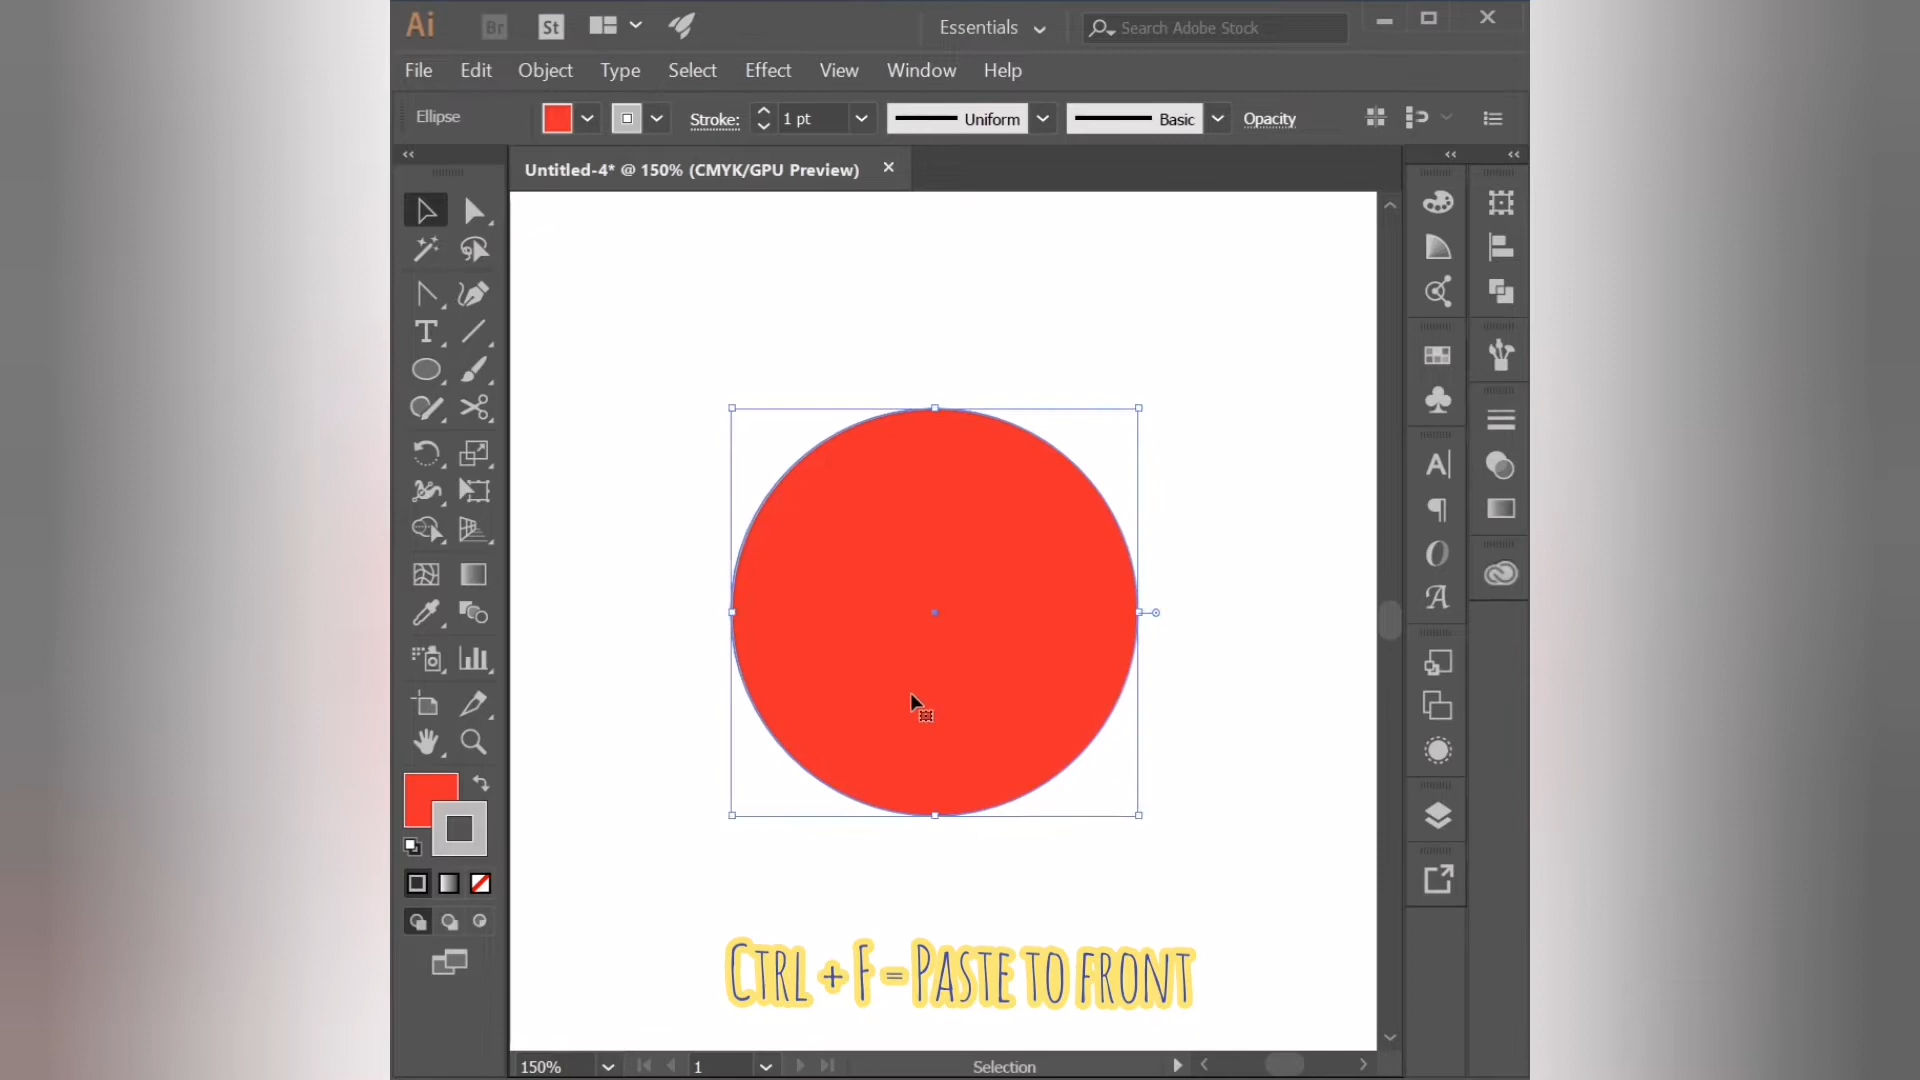 Ai Br St Essentials Search Adobe Stock
File Edit Object Type Select Effect View Window Help
Ellipse Stroke: 1 pt Uniform Basic Opacity
Untitled-4* @ 150% (CMYK/GPU Preview)
Ctrl + F = Paste to front
150% 1 Selection